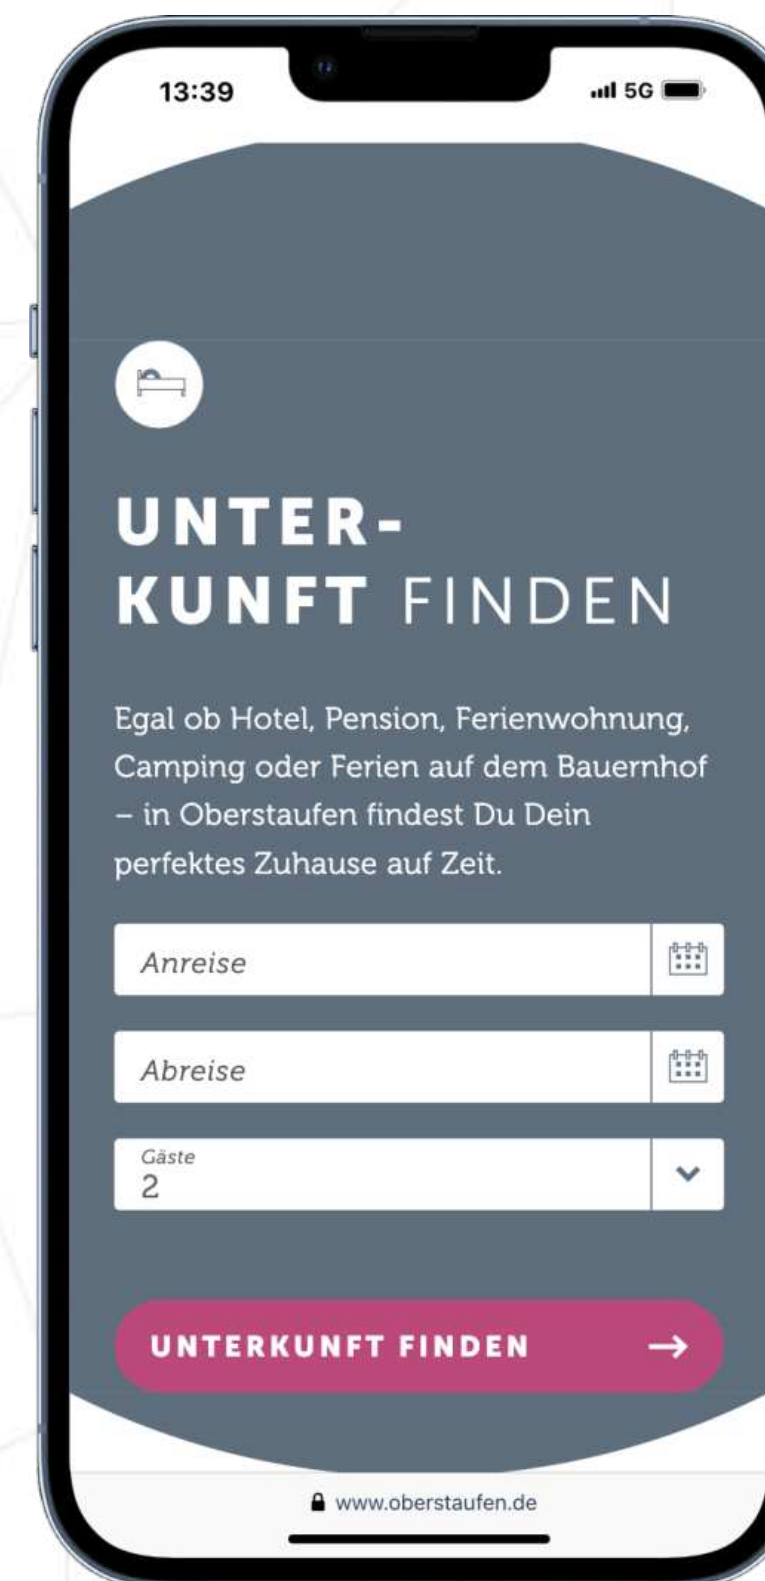 13:39
5G
UNTER-
KUNFT FINDEN
Egal ob Hotel, Pension, Ferienwohnung,
Camping oder Ferien auf dem Bauernhof
– in Oberstaufen findest Du Dein
perfektes Zuhause auf Zeit.
Anreise
Abreise
Gäste
2
UNTERKUNFT FINDEN
www.oberstaufen.de